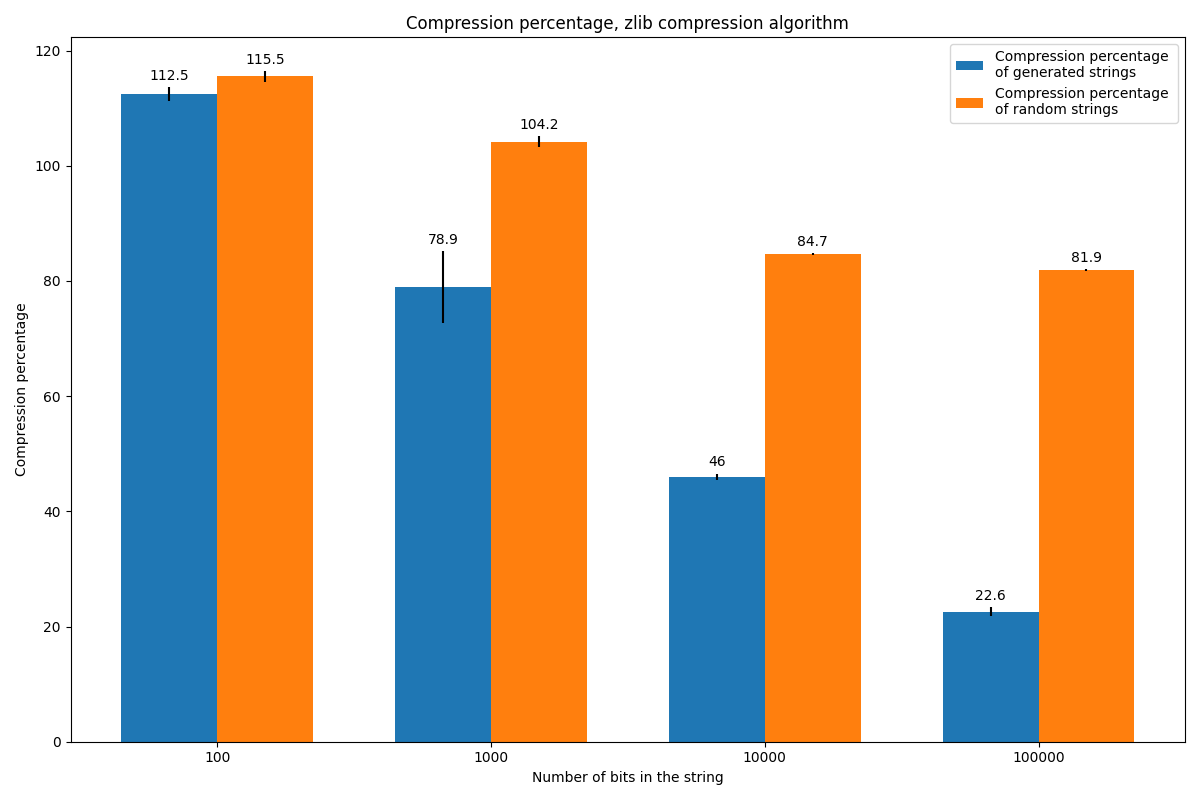 Compression percentage, zlib compression algorithm
Compression percentage
of generated strings
Compression percentage
of random strings
Compression percentage
120
100
80
60
40
20
0
112.5
115.5
78.9
104.2
46
84.7
22.6
81.9
100
1000
10000
100000
Number of bits in the string